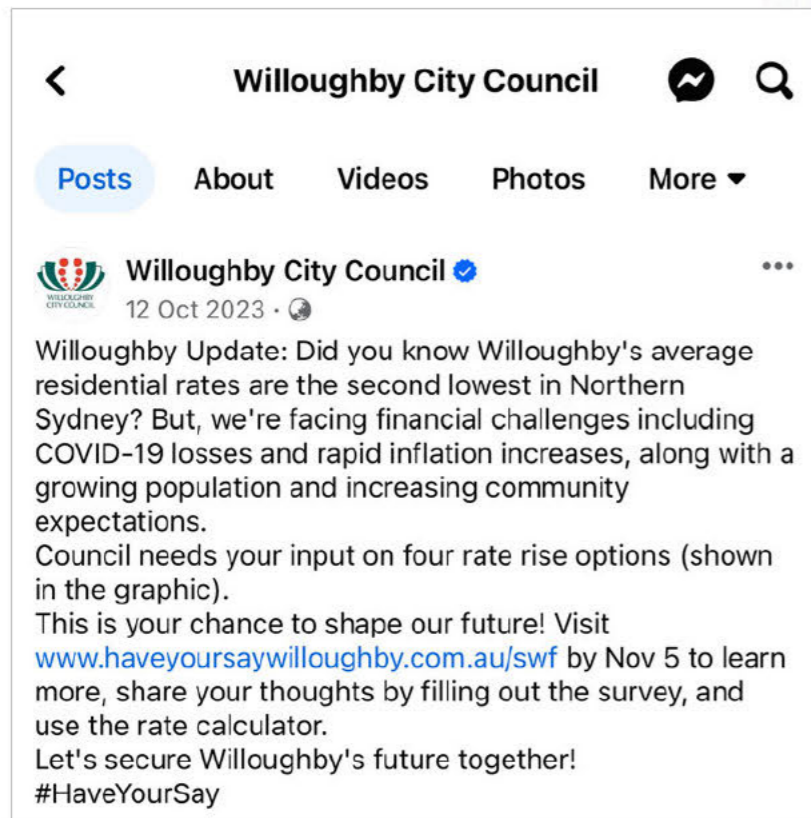 Willoughby City Council
Posts About Videos Photos More
Willoughby City Council
WILLOUGHBY
CITY COUNCIL
12 Oct 2023 ·
Willoughby Update: Did you know Willoughby's average
residential rates are the second lowest in Northern
Sydney? But, we're facing financial challenges including
COVID-19 losses and rapid inflation increases, along with a
growing population and increasing community
expectations.
Council needs your input on four rate rise options (shown
in the graphic).
This is your chance to shape our future! Visit
www.haveyoursaywilloughby.com.au/swf by Nov 5 to learn
more, share your thoughts by filling out the survey, and
use the rate calculator.
Let's secure Willoughby's future together!
#HaveYourSay